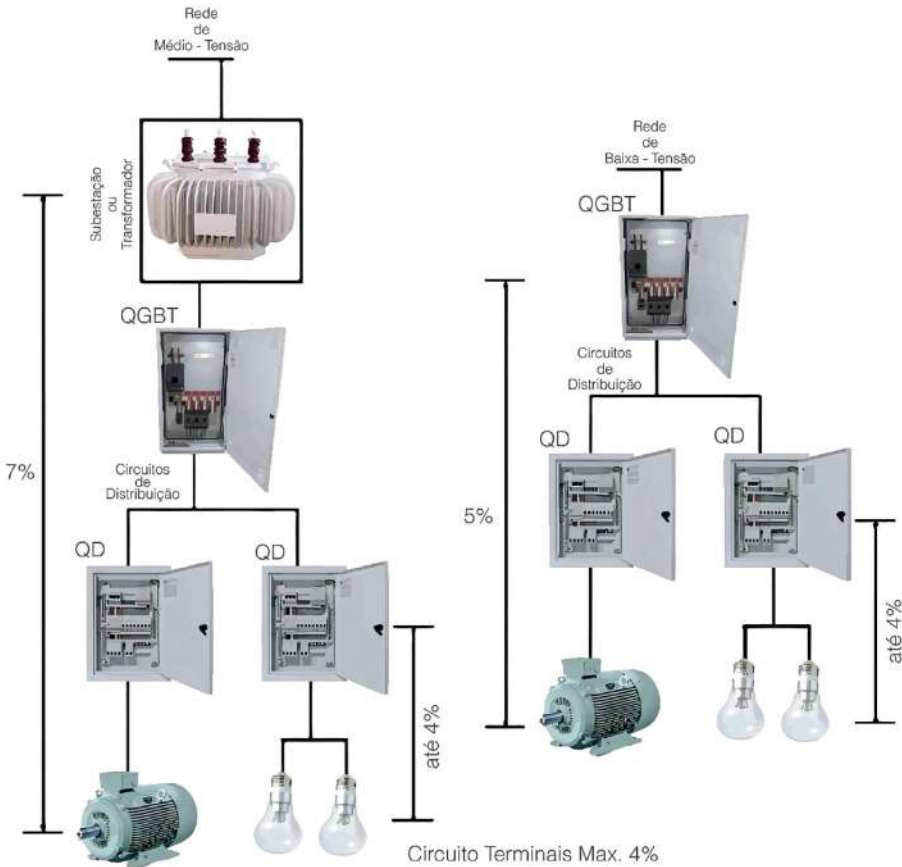 Rede
de
Médio - Tensão
Subestação
ou
Transformador
QGBT
7%
Circuitos
de
Distribuição
QD
QD
até 4%
Rede
de
Baixa - Tensão
QGBT
Circuitos
de
Distribuição
QD
QD
5%
até 4%
Circuito Terminais Max. 4%